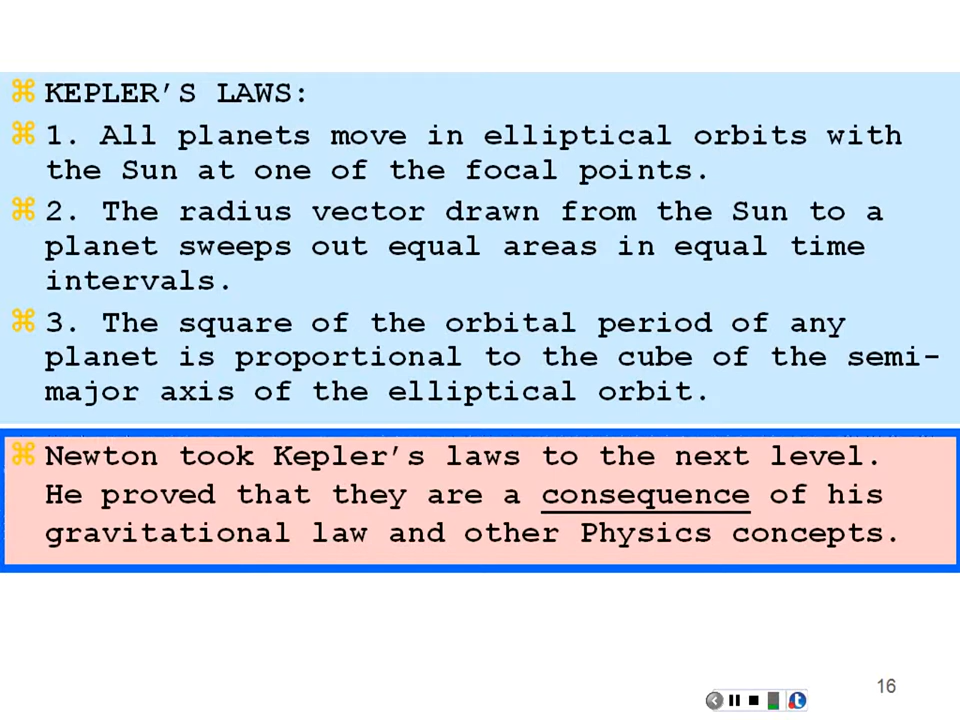 ⌘ KEPLER’S LAWS:
⌘ 1. All planets move in elliptical orbits with
the Sun at one of the focal points.
⌘ 2. The radius vector drawn from the Sun to a
planet sweeps out equal areas in equal time
intervals.
⌘ 3. The square of the orbital period of any
planet is proportional to the cube of the semi-
major axis of the elliptical orbit.
⌘ Newton took Kepler’s laws to the next level.
He proved that they are a consequence of his
gravitational law and other Physics concepts.
16